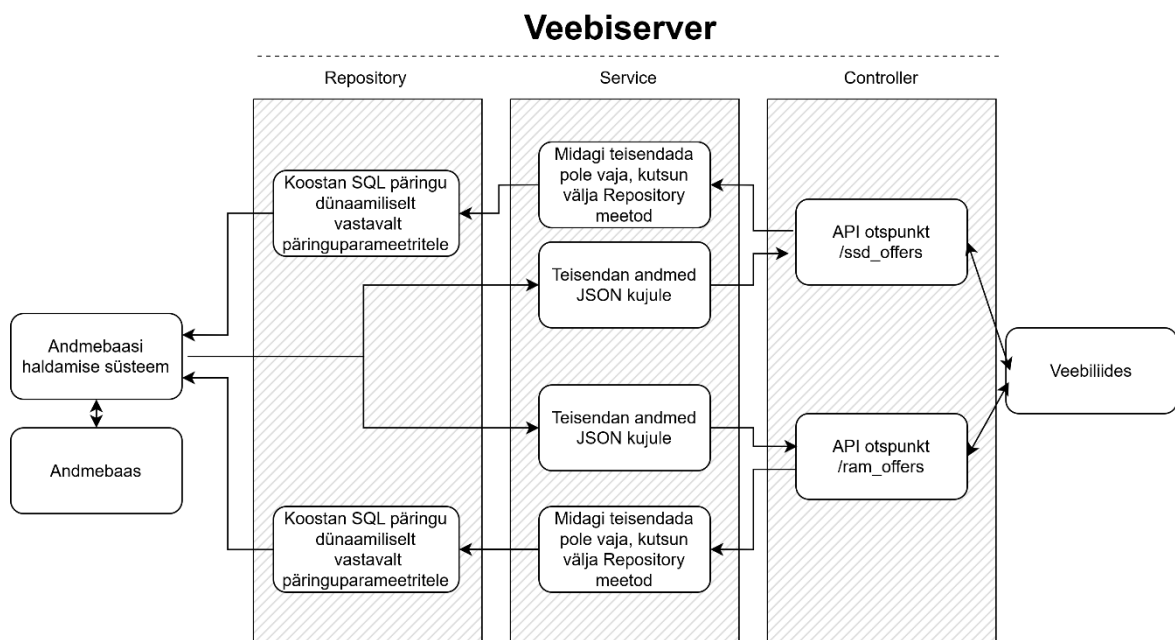 Veebiserver
Repository
Service
Controller
Koostan SQL päringu
dünaamiliselt
vastavalt
päringuparameetritele
Midagi teisendada
pole vaja, kutsun
välja Repository
meetod
API otspunkt
/ssd_offers
Teisendan andmed
JSON kujule
Andmebaasi
haldamise süsteem
Veebiliides
Teisendan andmed
JSON kujule
API otspunkt
/ram_offers
Andmebaas
Koostan SQL päringu
dünaamiliselt
vastavalt
päringuparameetritele
Midagi teisendada
pole vaja, kutsun
välja Repository
meetod